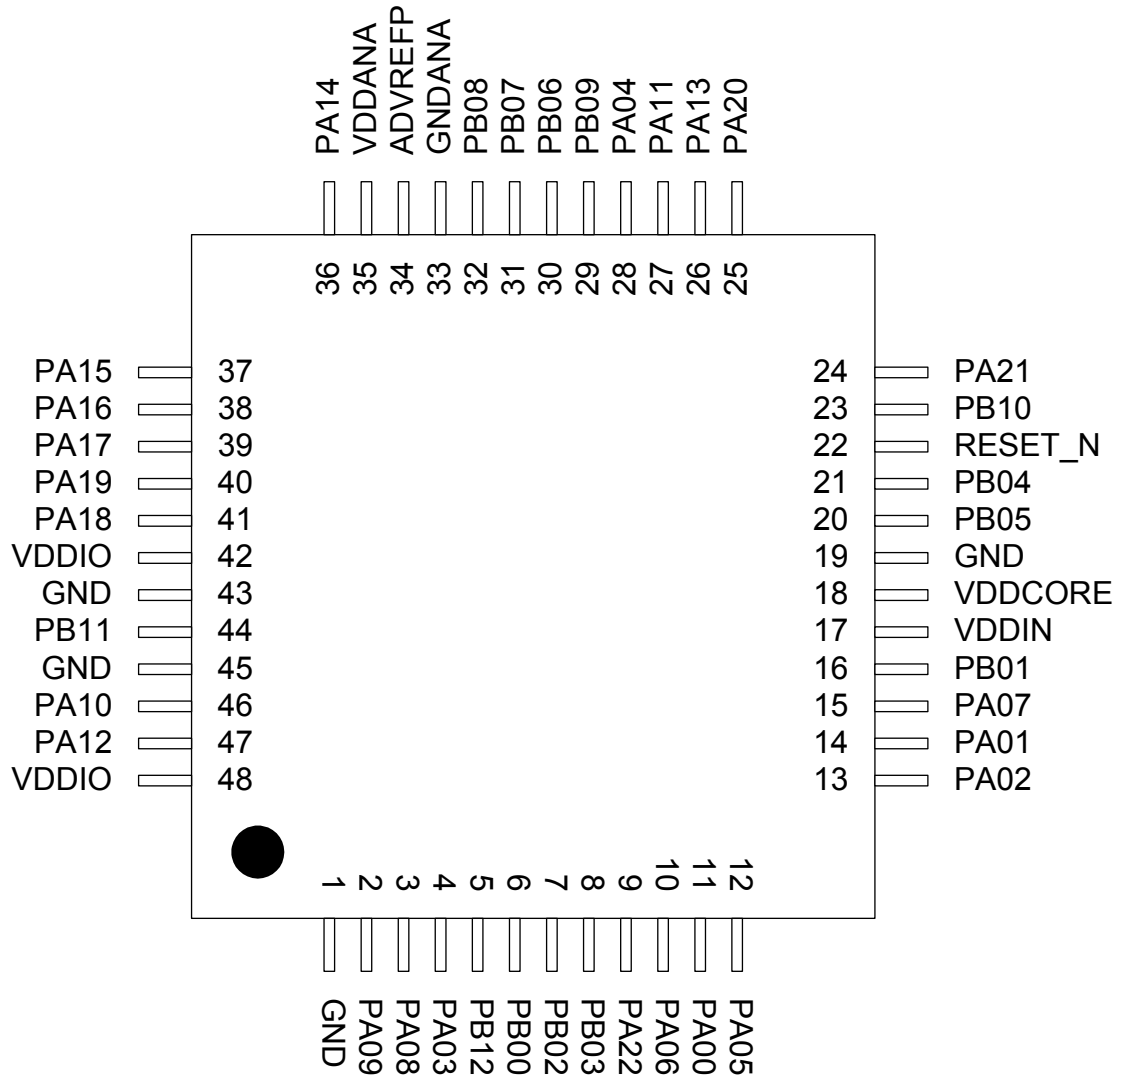 PA14 VDDANA ADVREFP GNDANA PB08 PB07 PB06 PB09 PA04 PA11 PA13 PA20
36 35 34 33 32 31 30 29 28 27 26 25
PA15 37 24 PA21
PA16 38 23 PB10
PA17 39 22 RESET_N
PA19 40 21 PB04
PA18 41 20 PB05
VDDIO 42 19 GND
GND 43 18 VDDCORE
PB11 44 17 VDDIN
GND 45 16 PB01
PA10 46 15 PA07
PA12 47 14 PA01
VDDIO 48 13 PA02
1 2 3 4 5 6 7 8 9 10 11 12
GND PA09 PA08 PA03 PB12 PB00 PB02 PB03 PA22 PA06 PA00 PA05